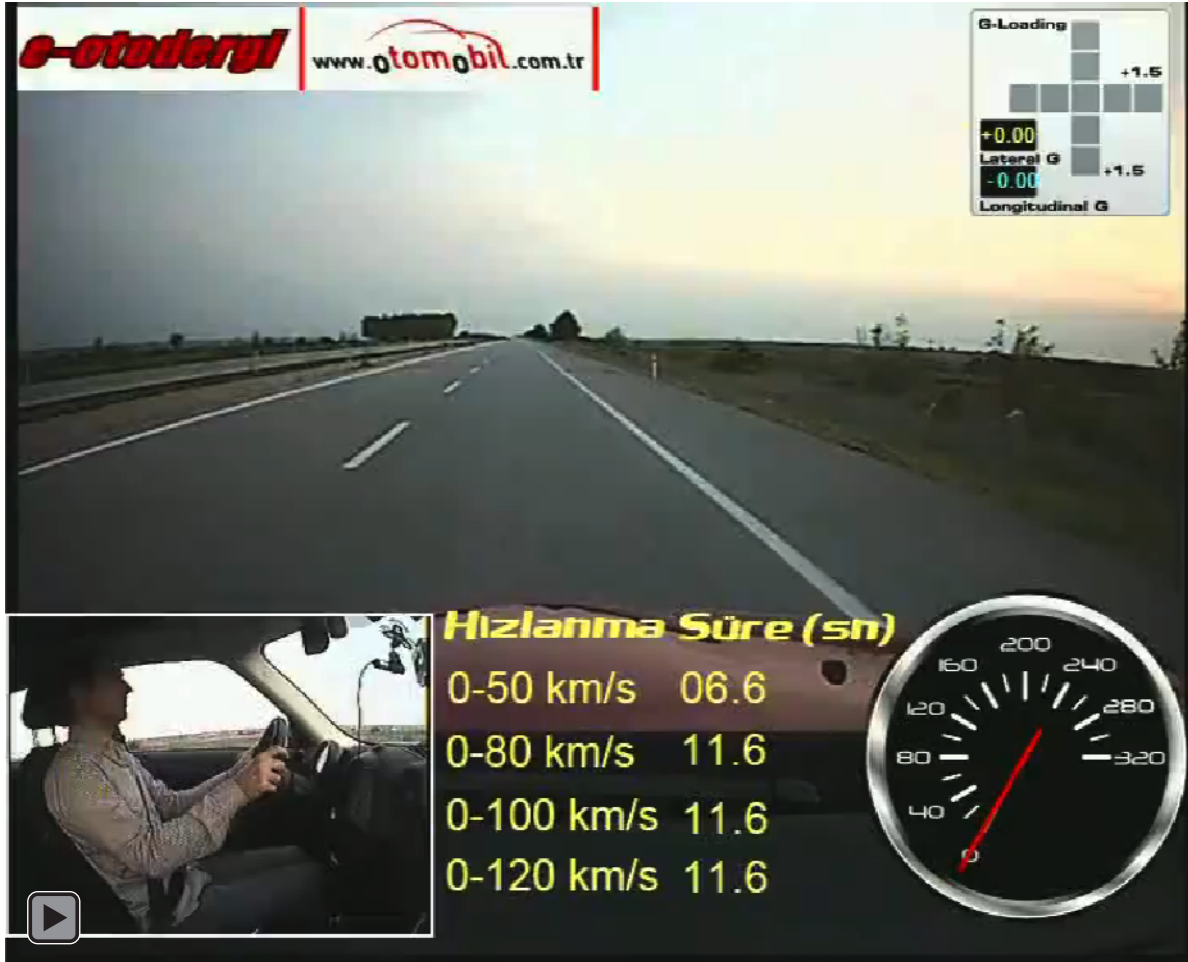 e-otodergi
www.otomobil.com.tr
G-Loading
+1.5
+0.00
Lateral G
+1.5
-0.00
Longitudinal G
Hızlanma Süre (sn)
0-50 km/s 06.6
0-80 km/s 11.6
0-100 km/s 11.6
0-120 km/s 11.6
200
160
240
120
280
80
320
40
0